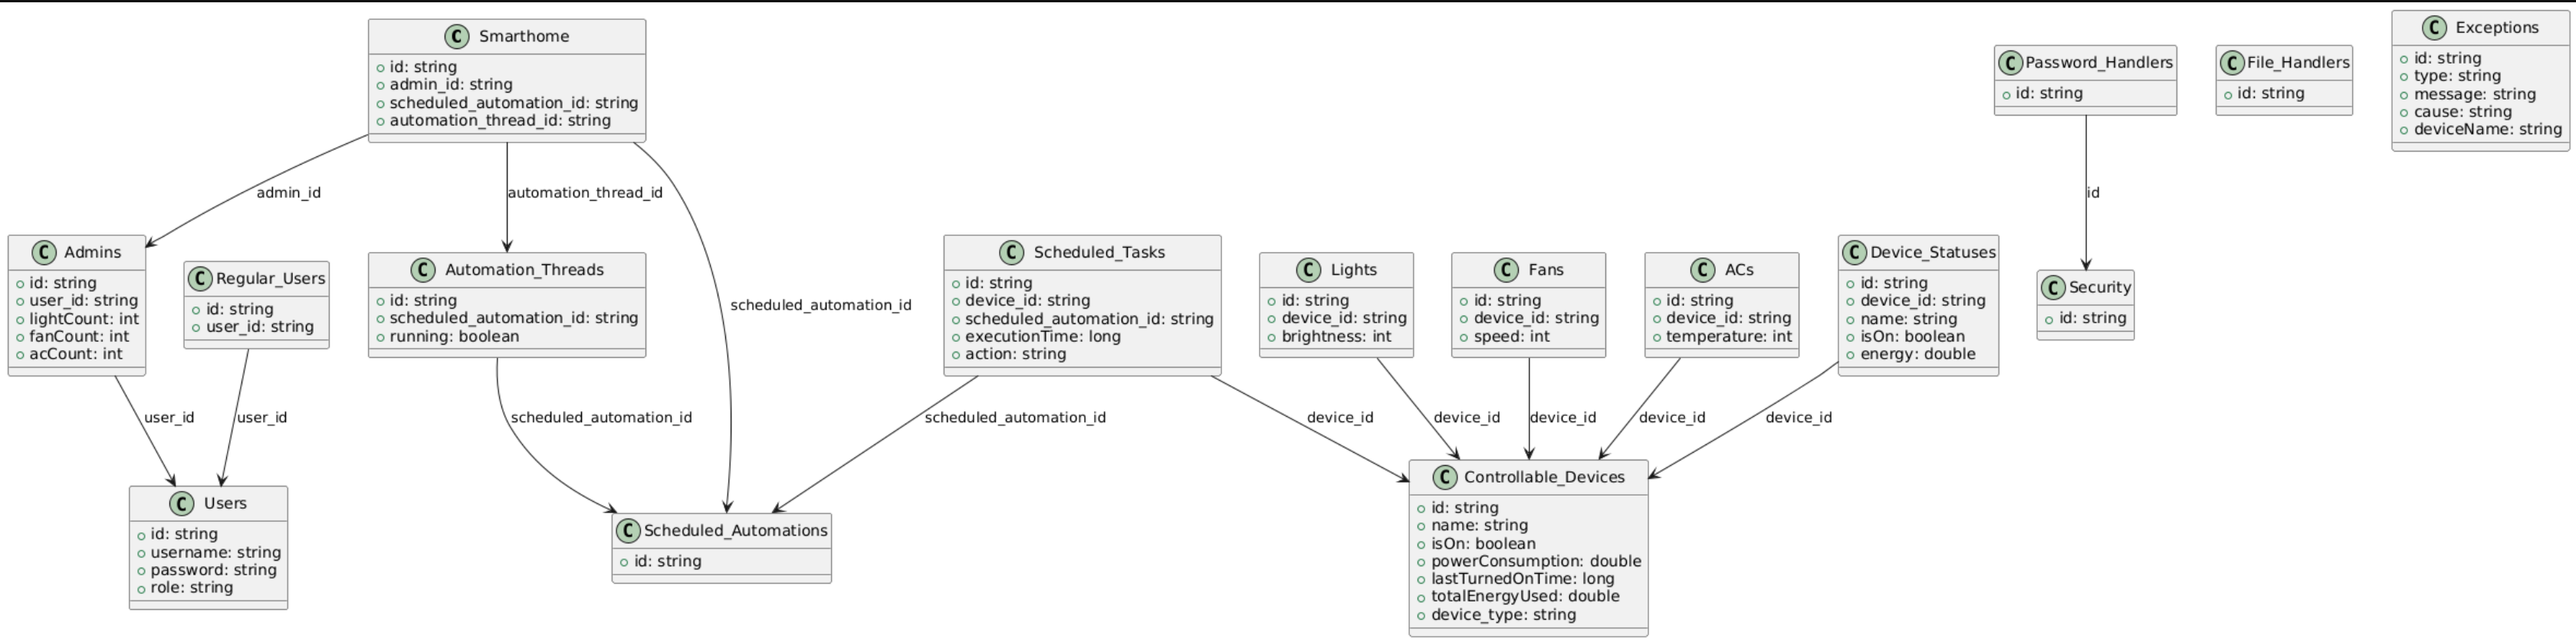 Smarthome
id: string
admin_id: string
scheduled_automation_id: string
automation_thread_id: string
C Password_Handlers
id: string
C File_Handlers
id: string
C Exceptions
id: string
type: string
message: string
cause: string
deviceName: string
admin_id
automation_thread_id
scheduled_automation_id
id
C Admins
id: string
user_id: string
lightCount: int
fanCount: int
acCount: int
C Regular_Users
id: string
user_id: string
C Automation_Threads
id: string
scheduled_automation_id: string
running: boolean
C Scheduled_Tasks
id: string
device_id: string
scheduled_automation_id: string
executionTime: long
action: string
C Lights
id: string
device_id: string
brightness: int
C Fans
id: string
device_id: string
speed: int
C ACs
id: string
device_id: string
temperature: int
C Device_Statuses
id: string
device_id: string
name: string
isOn: boolean
energy: double
C Security
id: string
user_id
user_id
scheduled_automation_id
scheduled_automation_id
device_id
device_id
device_id
device_id
device_id
C Users
id: string
username: string
password: string
role: string
C Scheduled_Automations
id: string
C Controllable_Devices
id: string
name: string
isOn: boolean
powerConsumption: double
lastTurnedOnTime: long
totalEnergyUsed: double
device_type: string